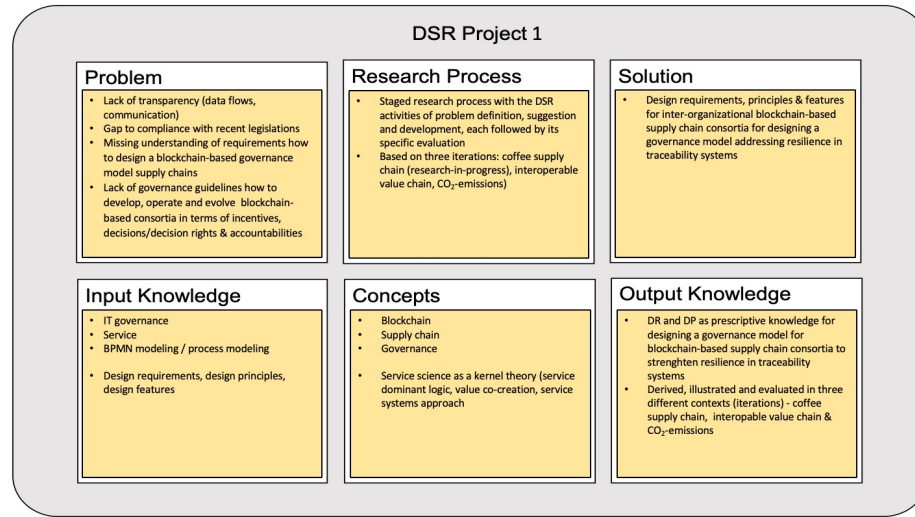 DSR Project 1
Problem
• Lack of transparency (data flows,
communication)
• Gap to compliance with recent legislations
• Missing understanding of requirements how
to design a blockchain-based governance
model supply chains
• Lack of governance guidelines how to
develop, operate and evolve blockchain-
based consortia in terms of incentives,
decisions/decision rights & accountabilities
Research Process
• Staged research process with the DSR
activities of problem definition, suggestion
and development, each followed by its
specific evaluation
• Based on three iterations: coffee supply
chain (research-in-progress), interoperable
value chain, CO₂-emissions)
Solution
• Design requirements, principles & features
for inter-organizational blockchain-based
supply chain consortia for designing a
governance model addressing resilience in
traceability systems
Input Knowledge
• IT governance
• Service
• BPMN modeling / process modeling
• Design requirements, design principles,
design features
Concepts
• Blockchain
• Supply chain
• Governance
• Service science as a kernel theory (service
dominant logic, value co-creation, service
systems approach
Output Knowledge
• DR and DP as prescriptive knowledge for
designing a governance model for
blockchain-based supply chain consortia to
strenghten resilience in traceability
systems
• Derived, illustrated and evaluated in three
different contexts (iterations) - coffee
supply chain, interopable value chain &
CO₂-emissions